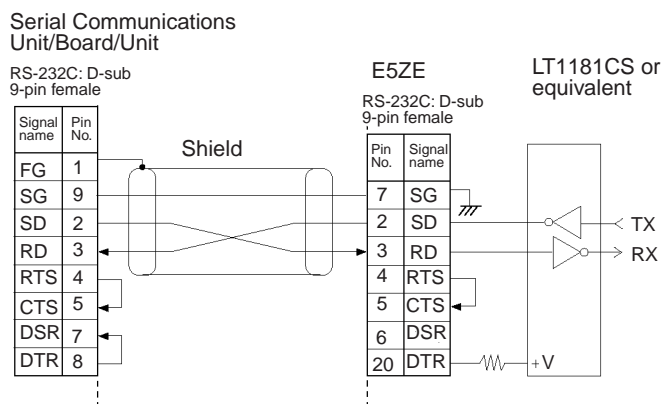 Serial Communications
Unit/Board/Unit
RS-232C: D-sub
9-pin female
Signal name Pin No.
FG 1
SG 9
SD 2
RD 3
RTS 4
CTS 5
DSR 7
DTR 8
Shield
E5ZE
RS-232C: D-sub
9-pin female
Pin No. Signal name
7 SG
2 SD
3 RD
4 RTS
5 CTS
6 DSR
20 DTR
LT1181CS or
equivalent
TX
RX
+V